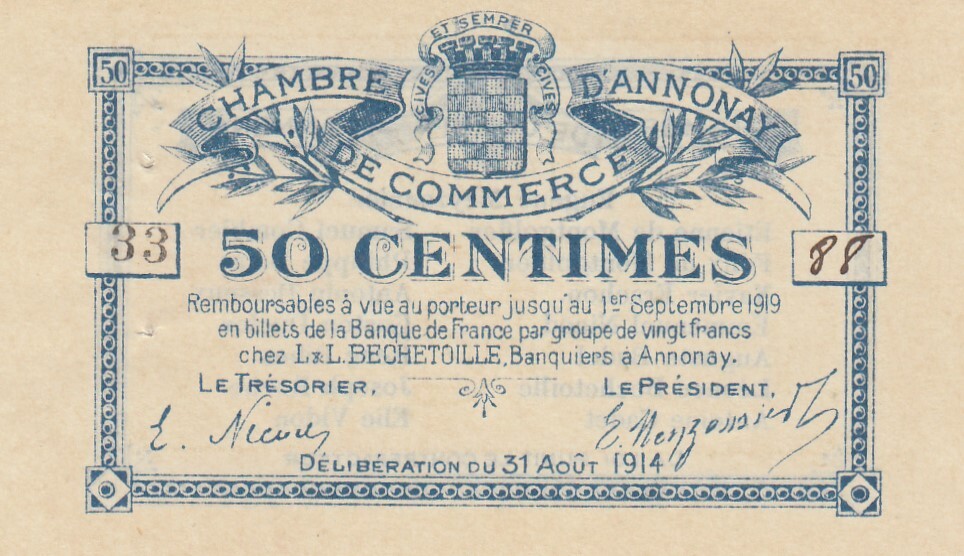 ET SEMPER
CIVES CIVES
50 CHAMBRE D'ANNONAY 50
DE COMMERCE
33 50 CENTIMES 88
Remboursables à vue au porteur jusqu'au 1er Septembre 1919
en billets de la Banque de France par groupe de vingt francs
chez L. & L. BECHETOILLE, Banquiers à Annonay.
LE TRÉSORIER, LE PRÉSIDENT,
DÉLIBÉRATION DU 31 AOÛT 1914